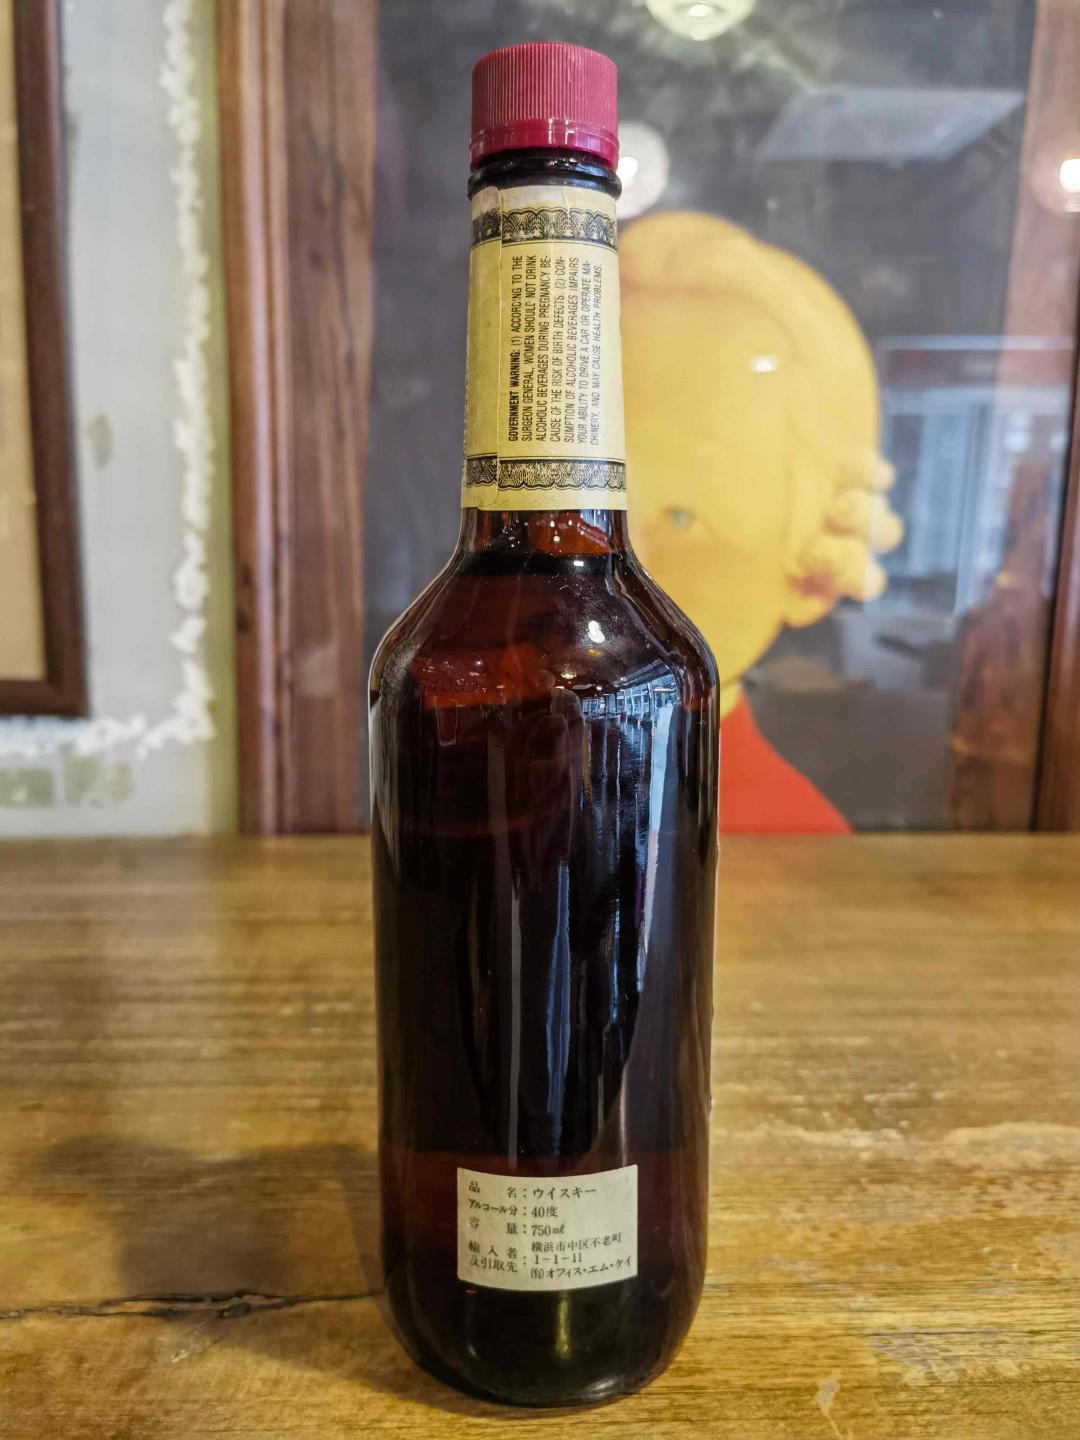 GOVERNMENT WARNING: (1) ACCORDING TO THE
SURGEON GENERAL, WOMEN SHOULD NOT DRINK
ALCOHOLIC BEVERAGES DURING PREGNANCY BE-
CAUSE OF THE RISK OF BIRTH DEFECTS. (2) CON-
SUMPTION OF ALCOHOLIC BEVERAGES IMPAIRS
YOUR ABILITY TO DRIVE A CAR OR OPERATE MA-
CHINERY, AND MAY CAUSE HEALTH PROBLEMS.
品名：ウイスキー
アルコール分：40度
容量：750ml
輸入者及引取先：横浜市中区不老町
1-1-11
(有)オフィス・エム・ケイ